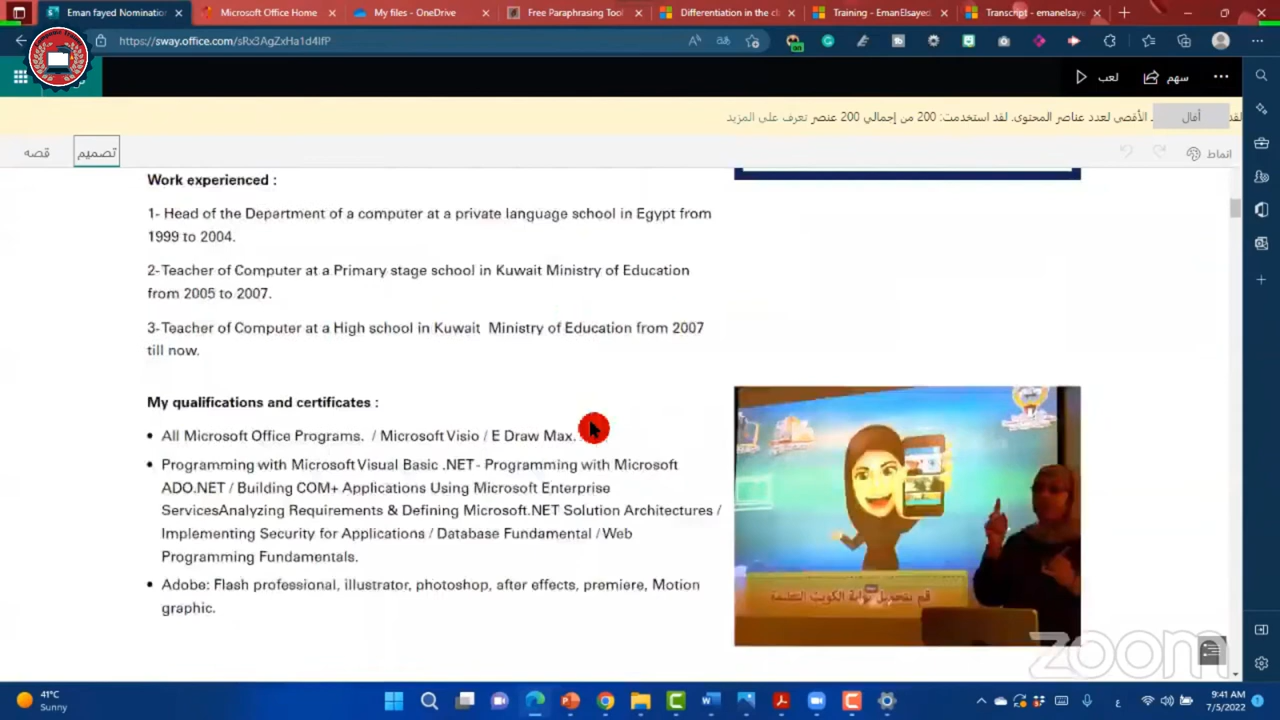 Eman fayed Nomination
Microsoft Office Home
My files - OneDrive
Free Paraphrasing Tool
Differentiation in the cl
Training - EmanElsayed
Transcript - emanelsaye
https://sway.office.com/sRx3AgZxHa1d4IfP
لعب
سهم
الأقصى لعدد عناصر المحتوى. لقد استخدمت: 200 من إجمالي 200 عنصر تعرف على المزيد
أقال
قصه
تصميم
انماط
Work experienced :
1- Head of the Department of a computer at a private language school in Egypt from
1999 to 2004.
2-Teacher of Computer at a Primary stage school in Kuwait Ministry of Education
from 2005 to 2007.
3-Teacher of Computer at a High school in Kuwait Ministry of Education from 2007
till now.
My qualifications and certificates :
• All Microsoft Office Programs. / Microsoft Visio / E Draw Max.
• Programming with Microsoft Visual Basic .NET - Programming with Microsoft
ADO.NET / Building COM+ Applications Using Microsoft Enterprise
ServicesAnalyzing Requirements & Defining Microsoft.NET Solution Architectures /
Implementing Security for Applications / Database Fundamental / Web
Programming Fundamentals.
• Adobe: Flash professional, illustrator, photoshop, after effects, premiere, Motion
graphic.
قم بتحميل بوابة الكويت التعليمية
zoom
41°C
Sunny
ع
9:41 AM
7/5/2022